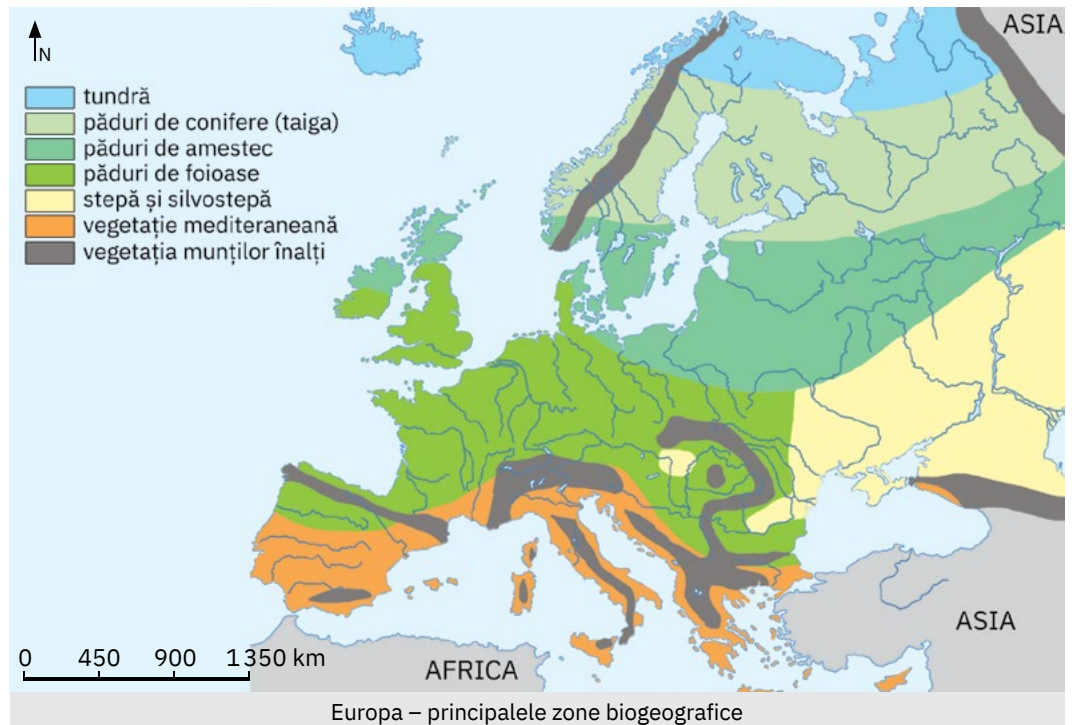 N
ASIA
tundră
păduri de conifere (taiga)
păduri de amestec
păduri de foioase
stepă și silvostepă
vegetație mediteraneană
vegetația munților înalți
ASIA
AFRICA
0 450 900 1 350 km
Europa – principalele zone biogeografice